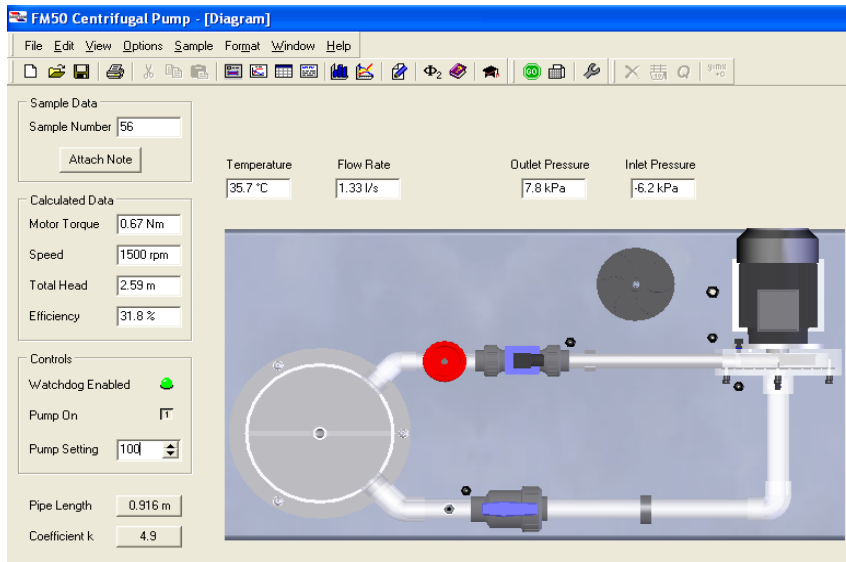 FM50 Centrifugal Pump - [Diagram]
File Edit View Options Sample Format Window Help
Φ2 GO Q
Sample Data
Sample Number 56
Attach Note
Temperature Flow Rate Outlet Pressure Inlet Pressure
35.7 °C 1.33 l/s 7.8 kPa -6.2 kPa
Calculated Data
Motor Torque 0.67 Nm
Speed 1500 rpm
Total Head 2.59 m
Efficiency 31.8 %
Controls
Watchdog Enabled
Pump On 1
Pump Setting 100
Pipe Length 0.916 m
Coefficient k 4.9